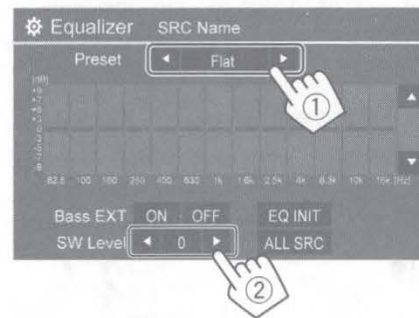 Equalizer SRC Name
Preset ◄ Flat ►
①
[dB]
62.5 100 160 250 400 630 1k 1.6k 2.5k 4k 6.3k 10k 16k [Hz]
Bass EXT ON OFF EQ INIT
SW Level ◄ 0 ► ALL SRC
②